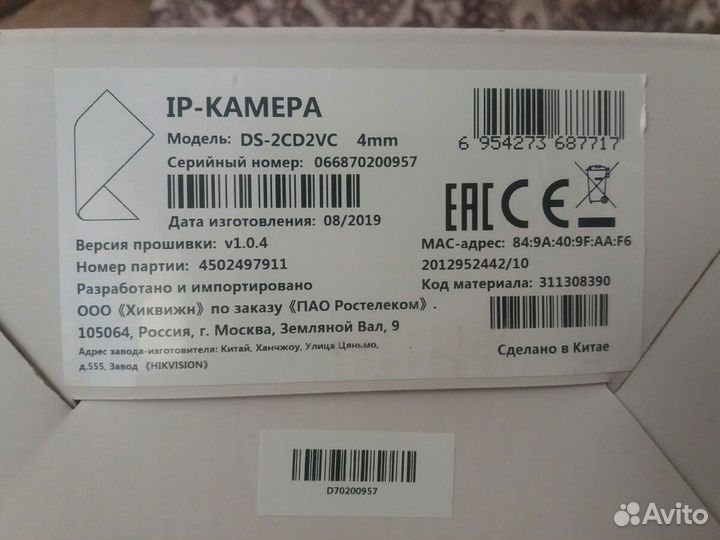 IP-КАМЕРА
Модель: DS-2CD2VC 4mm
Серийный номер: 066870200957
Дата изготовления: 08/2019
6 954273 687717
EAC CE
Версия прошивки: v1.0.4
MAC-адрес: 84:9A:40:9F:AA:F6
Номер партии: 4502497911
2012952442/10
Разработано и импортировано
Код материала: 311308390
ООО《Хиквижн》по заказу《ПАО Ростелеком》.
105064, Россия, г. Москва, Земляной Вал, 9
Адрес завода-изготовителя: Китай, Ханчжоу, Улица Цяньмо,
д.555, Завод《HIKVISION》
Сделано в Китае
D70200957
Avito